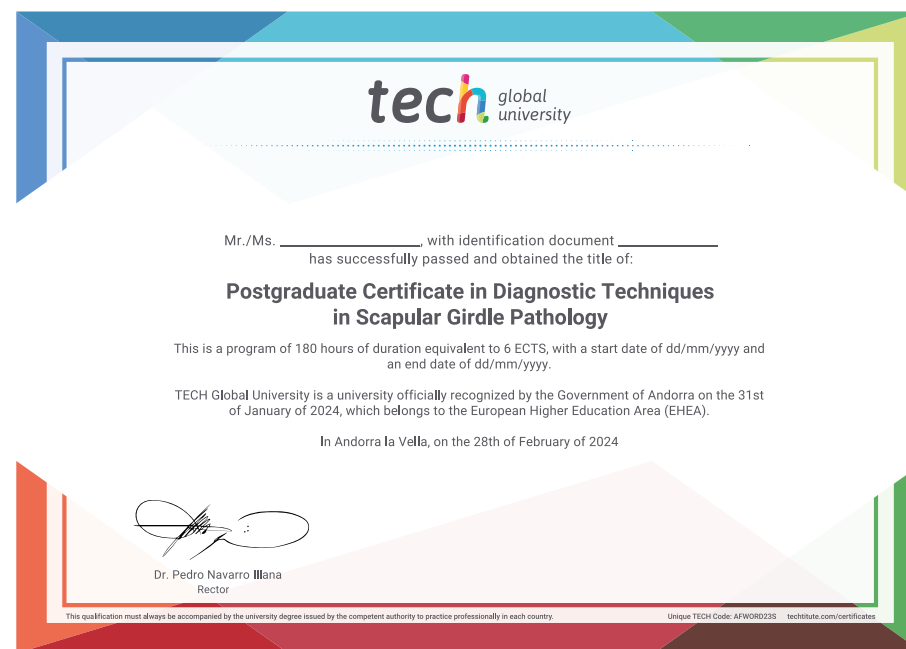 tech global
university
Mr./Ms. ____________________, with identification document ______________
has successfully passed and obtained the title of:
Postgraduate Certificate in Diagnostic Techniques
in Scapular Girdle Pathology
This is a program of 180 hours of duration equivalent to 6 ECTS, with a start date of dd/mm/yyyy and
an end date of dd/mm/yyyy.
TECH Global University is a university officially recognized by the Government of Andorra on the 31st
of January of 2024, which belongs to the European Higher Education Area (EHEA).
In Andorra la Vella, on the 28th of February of 2024
Dr. Pedro Navarro Illana
Rector
This qualification must always be accompanied by the university degree issued by the competent authority to practice professionally in each country.
Unique TECH Code: AFWORD23S techtitute.com/certificates